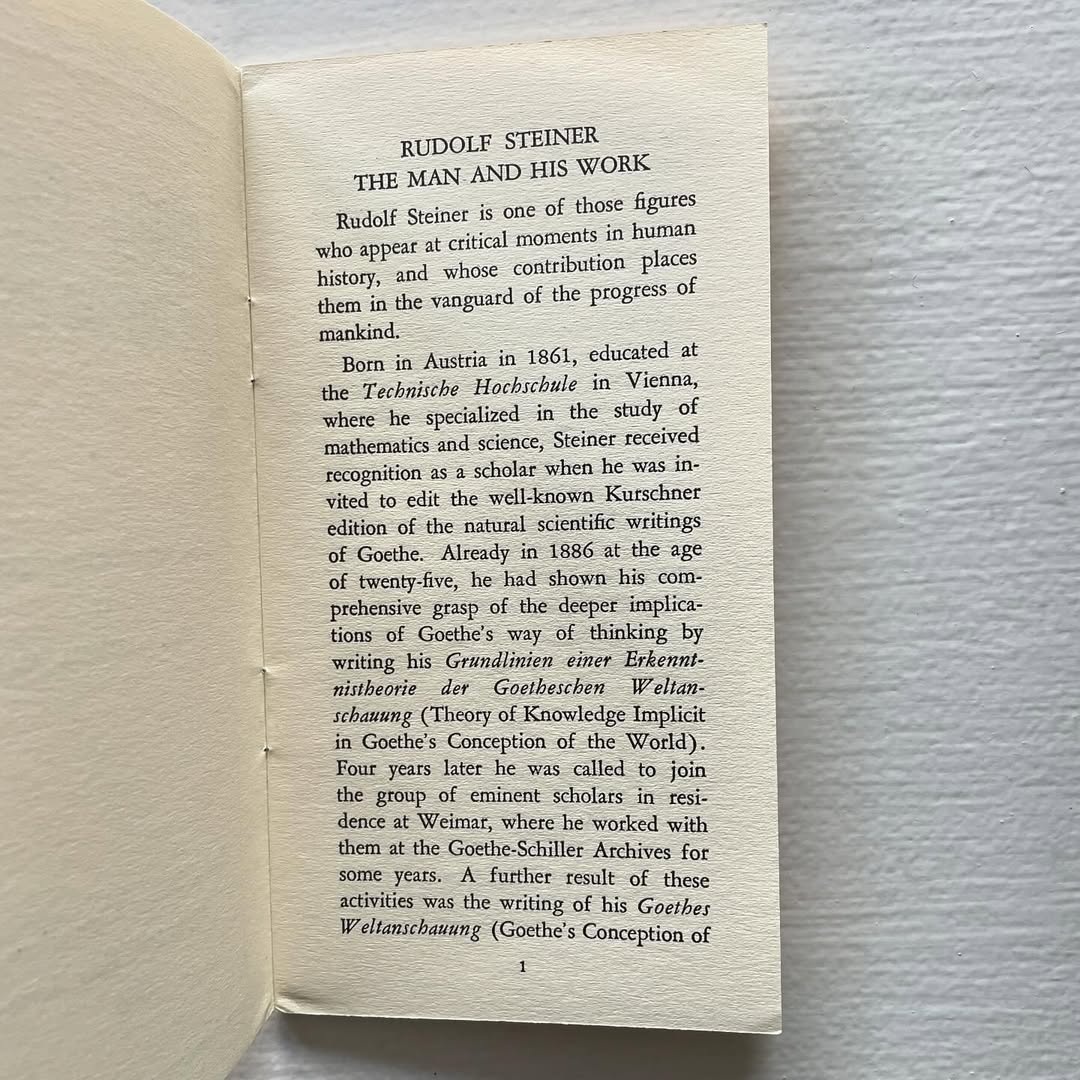 RUDOLF STEINER
THE MAN AND HIS WORK
Rudolf Steiner is one of those figures
who appear at critical moments in human
history, and whose contribution places
them in the vanguard of the progress of
mankind.
Born in Austria in 1861, educated at
the Technische Hochschule in Vienna,
where he specialized in the study of
mathematics and science, Steiner received
recognition as a scholar when he was in-
vited to edit the well-known Kurschner
edition of the natural scientific writings
of Goethe. Already in 1886 at the age
of twenty-five, he had shown his com-
prehensive grasp of the deeper implica-
tions of Goethe's way of thinking by
writing his Grundlinien einer Erkennt-
nistheorie der Goetheschen Weltan-
schauung (Theory of Knowledge Implicit
in Goethe's Conception of the World).
Four years later he was called to join
the group of eminent scholars in resi-
dence at Weimar, where he worked with
them at the Goethe-Schiller Archives for
some years. A further result of these
activities was the writing of his Goethes
Weltanschauung (Goethe's Conception of
1